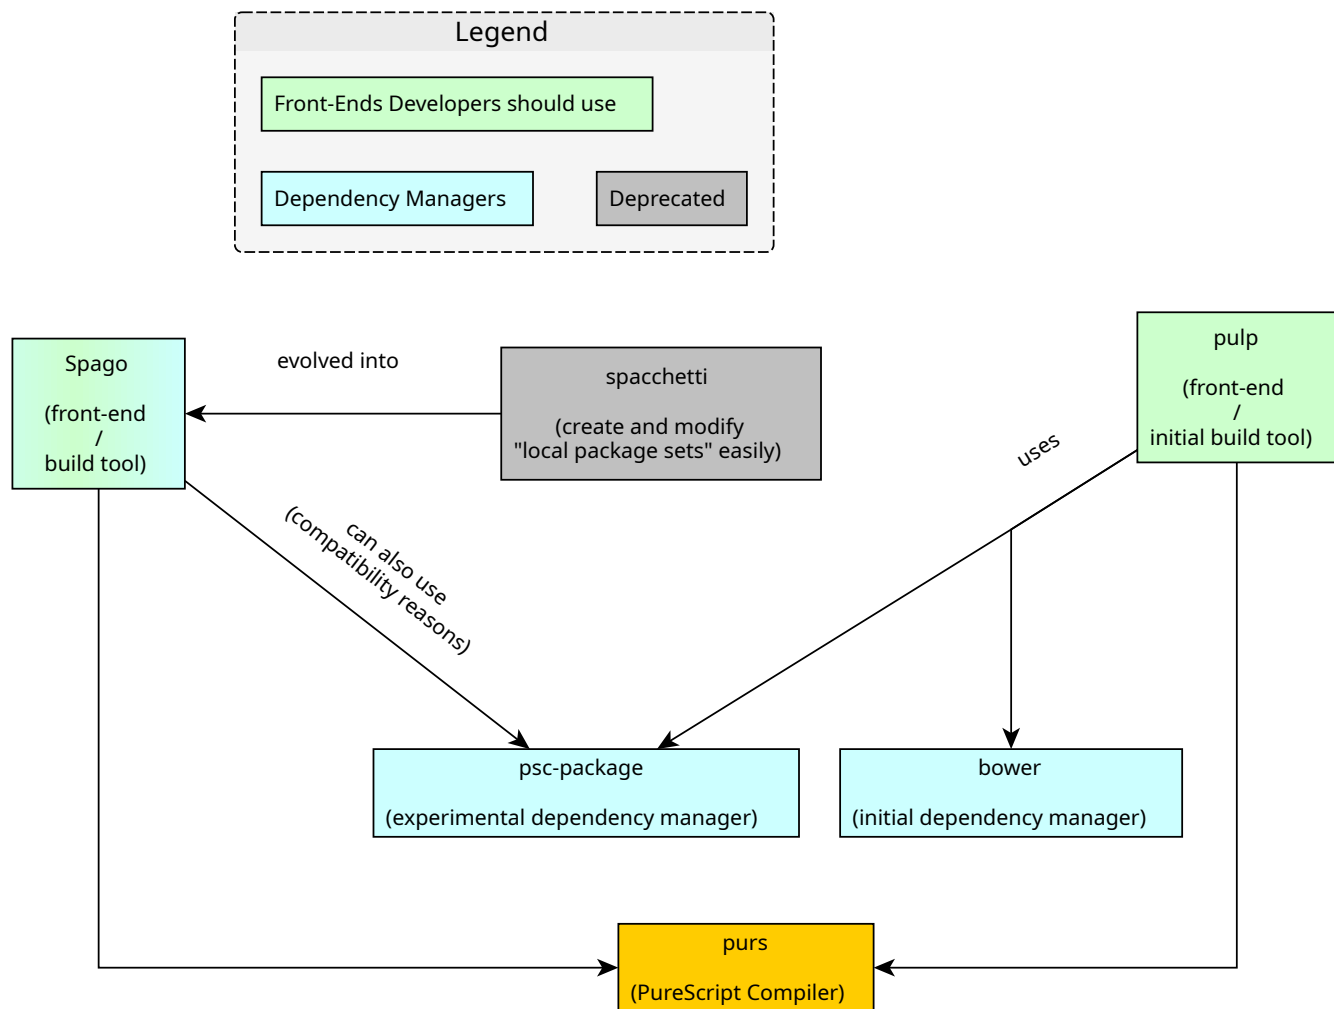 Legend
Front-Ends Developers should use
Dependency Managers
Deprecated
Spago
(front-end
/
build tool)
evolved into
spacchetti
(create and modify
"local package sets" easily)
pulp
(front-end
/
initial build tool)
uses
can also use
(compatibility reasons)
psc-package
(experimental dependency manager)
bower
(initial dependency manager)
purs
(PureScript Compiler)